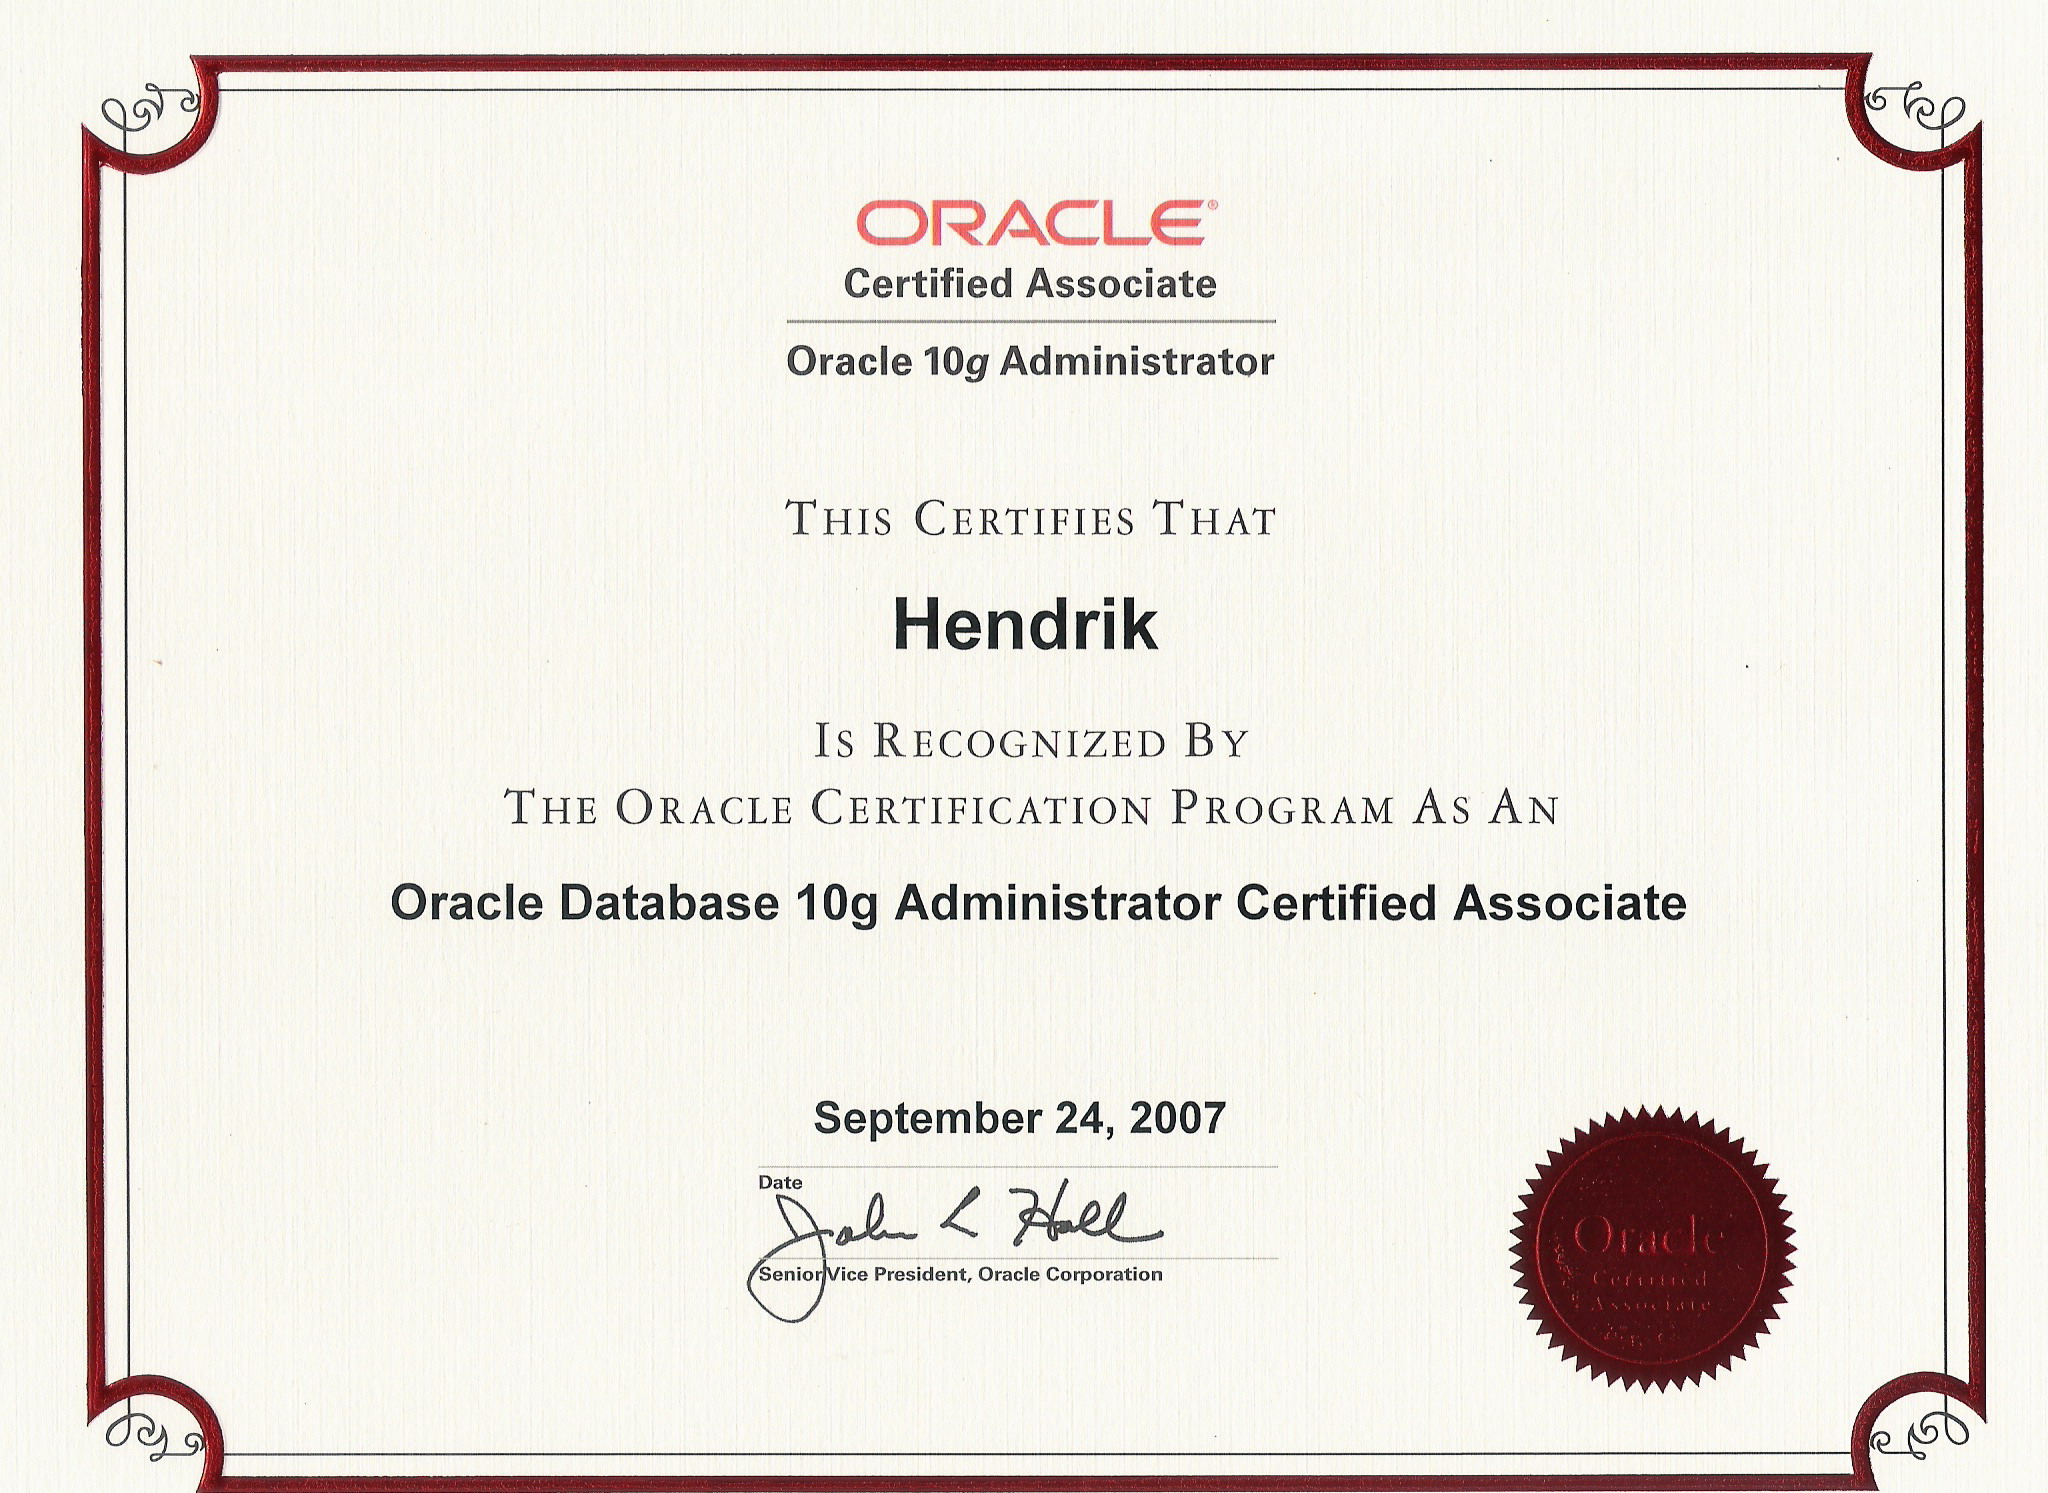 ORACLE®
Certified Associate
Oracle 10g Administrator
THIS CERTIFIES THAT
Hendrik
IS RECOGNIZED BY
THE ORACLE CERTIFICATION PROGRAM AS AN
Oracle Database 10g Administrator Certified Associate
September 24, 2007
Date
John L Hall
Senior Vice President, Oracle Corporation
Oracle
Certified
Associate